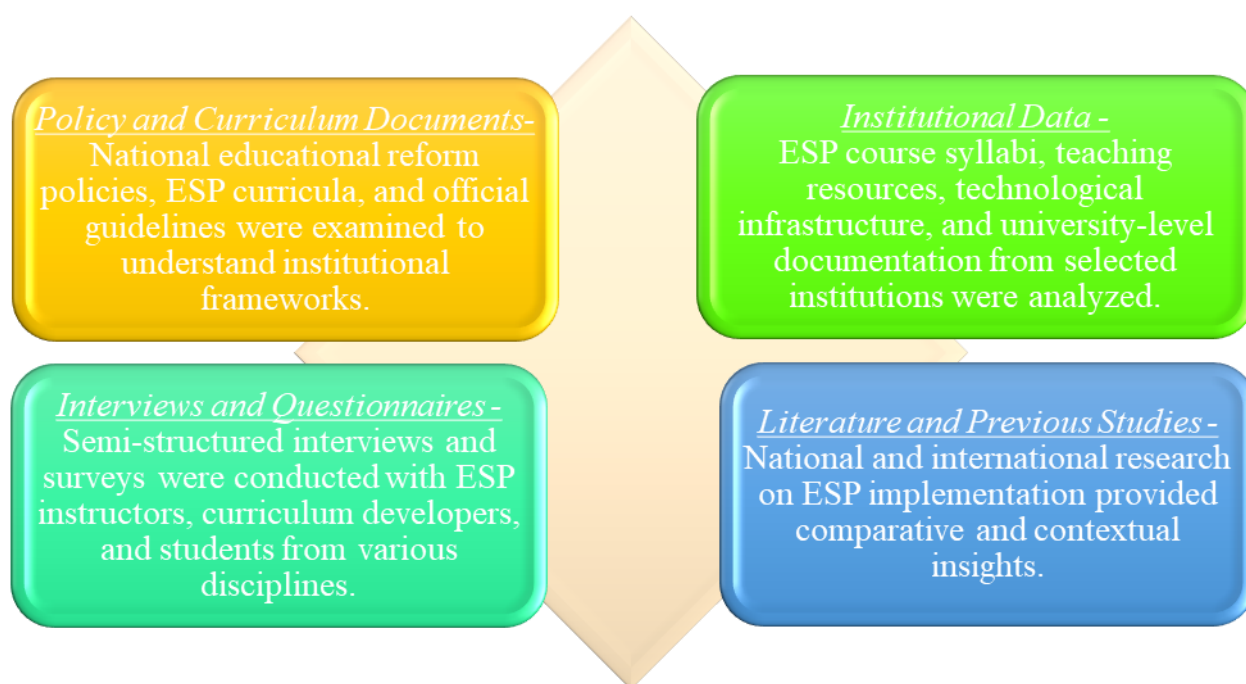 Policy and Curriculum Documents-
National educational reform
policies, ESP curricula, and official
guidelines were examined to
understand institutional
frameworks.
Institutional Data -
ESP course syllabi, teaching
resources, technological
infrastructure, and university-level
documentation from selected
institutions were analyzed.
Interviews and Questionnaires -
Semi-structured interviews and
surveys were conducted with ESP
instructors, curriculum developers,
and students from various
disciplines.
Literature and Previous Studies -
National and international research
on ESP implementation provided
comparative and contextual
insights.